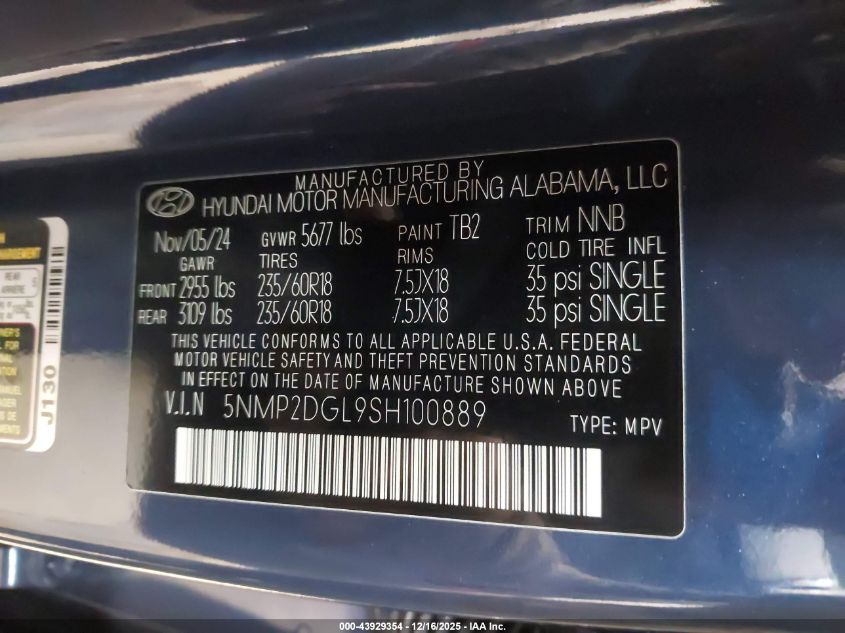 MANUFACTURED BY
HYUNDAI MOTOR MANUFACTURING ALABAMA, LLC
Nov/05/24 GVWR 5677 lbs PAINT TB2 TRIM NNB
GAWR TIRES RIMS COLD TIRE INFL
FRONT 2955 lbs 235/60R18 7.5JX18 35 psi SINGLE
REAR 3109 lbs 235/60R18 7.5JX18 35 psi SINGLE
THIS VEHICLE CONFORMS TO ALL APPLICABLE U.S.A. FEDERAL
MOTOR VEHICLE SAFETY AND THEFT PREVENTION STANDARDS
IN EFFECT ON THE DATE OF MANUFACTURE SHOWN ABOVE
V.I.N 5NMP2DGL9SH100889 TYPE: MPV
REAR
J130
000-43929354 - 12/16/2025 - IAA Inc.